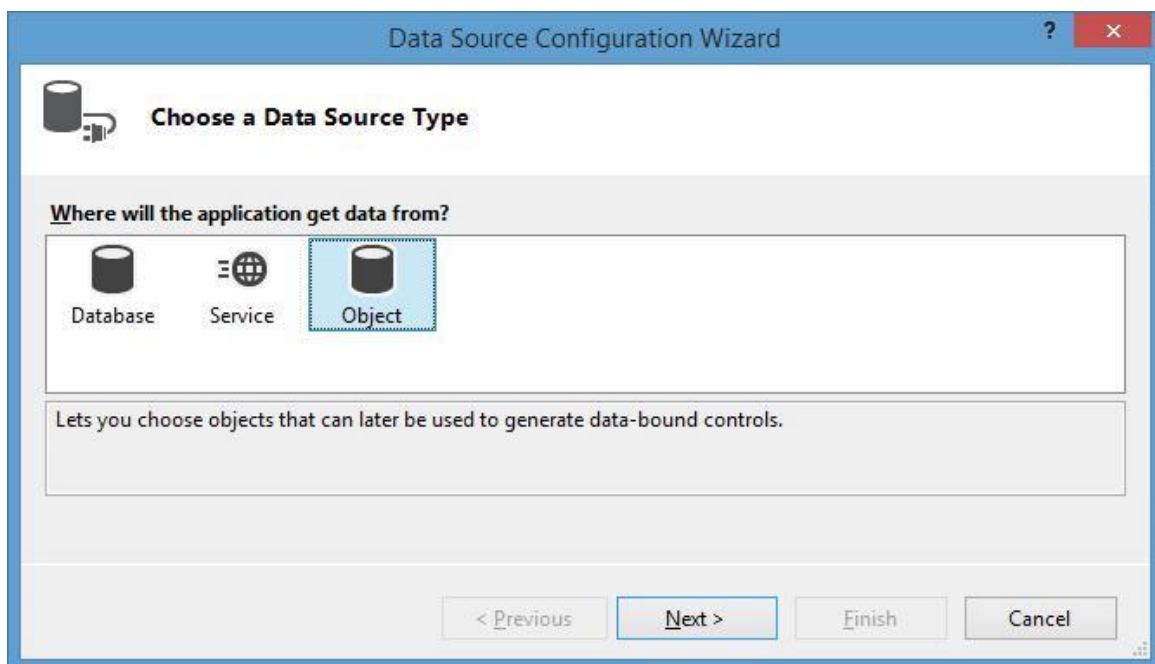 Data Source Configuration Wizard
?
Choose a Data Source Type
Where will the application get data from?
Database Service Object
Lets you choose objects that can later be used to generate data-bound controls.
< Previous Next > Finish Cancel